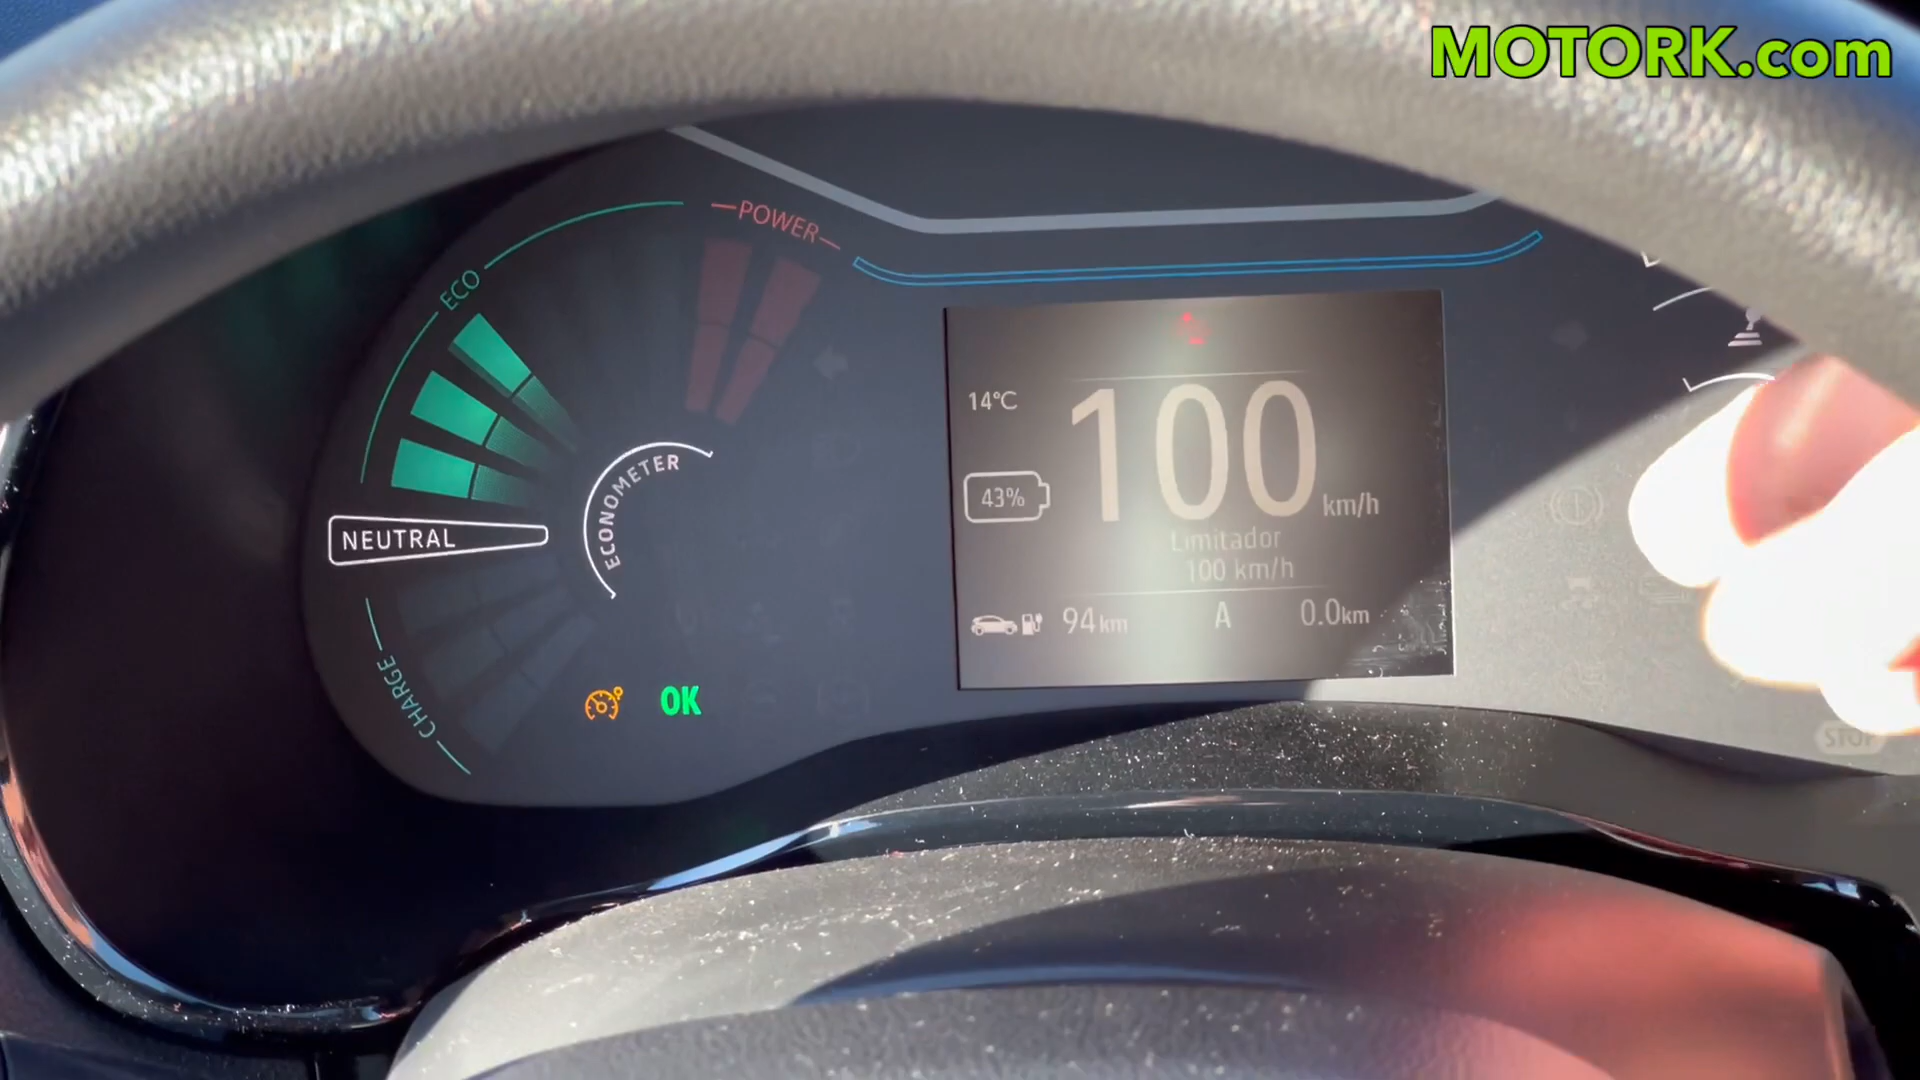 MOTORK.com
POWER
ECO
14°C
100
km/h
43%
ECONOMETER
NEUTRAL
Limitador
100 km/h
94 km
A
0.0km
CHARGE
OK
STOP